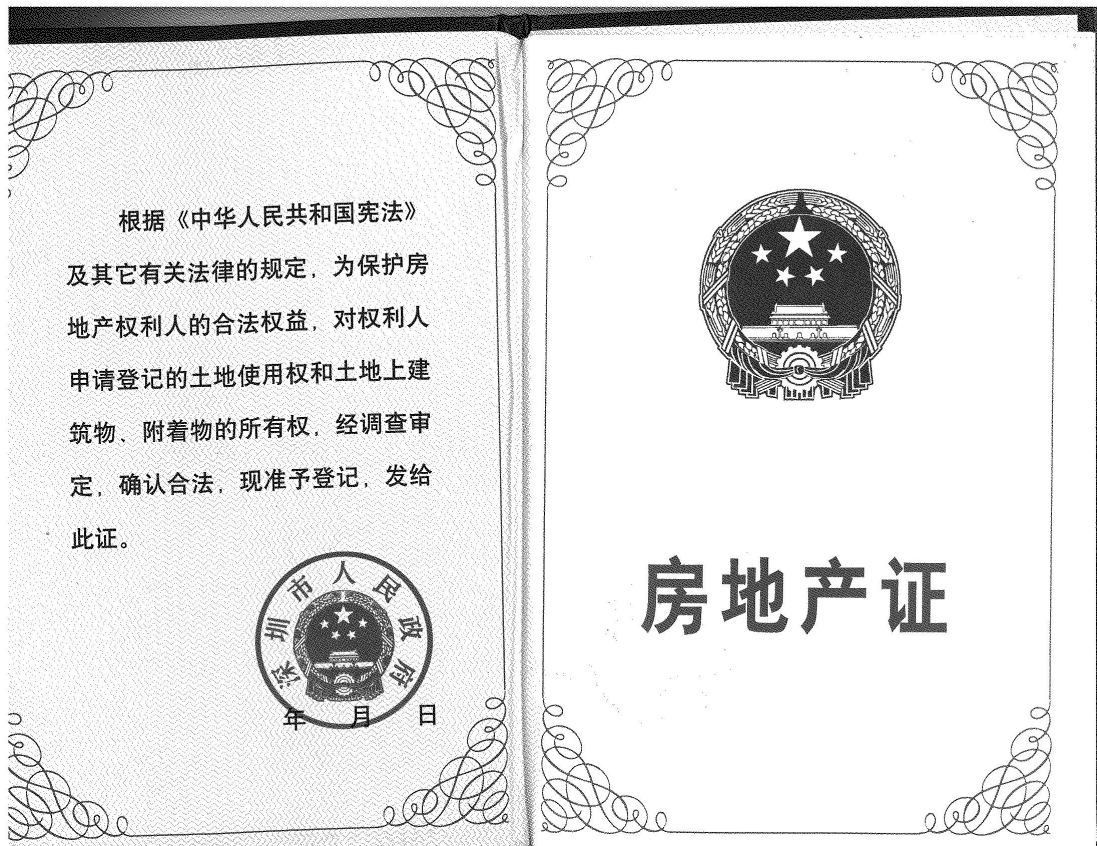 根据《中华人民共和国宪法》
及其它有关法律的规定，为保护房
地产权利人的合法权益，对权利人
申请登记的土地使用权和土地上建
筑物、附着物的所有权，经调查审
定，确认合法，现准予登记，发给
此证。
深圳市人民政府
年 月 日
房地产证